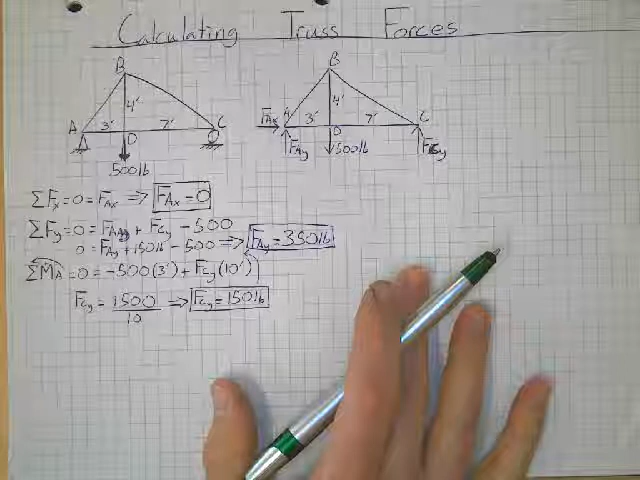 Calculating Truss Forces
B B
4' 4'
A 3' 7' C FAx A 3' 7' C
D D
FAy 500lb FCy
500lb
ΣFx=0=FAx => FAx=0
ΣFy=0=FAy+FCy-500
0=FAy+150lb-500 => FAy=350lb
ΣMA=0=-500(3')+FCy(10')
FCy=1500/10 -> FCy=150lb